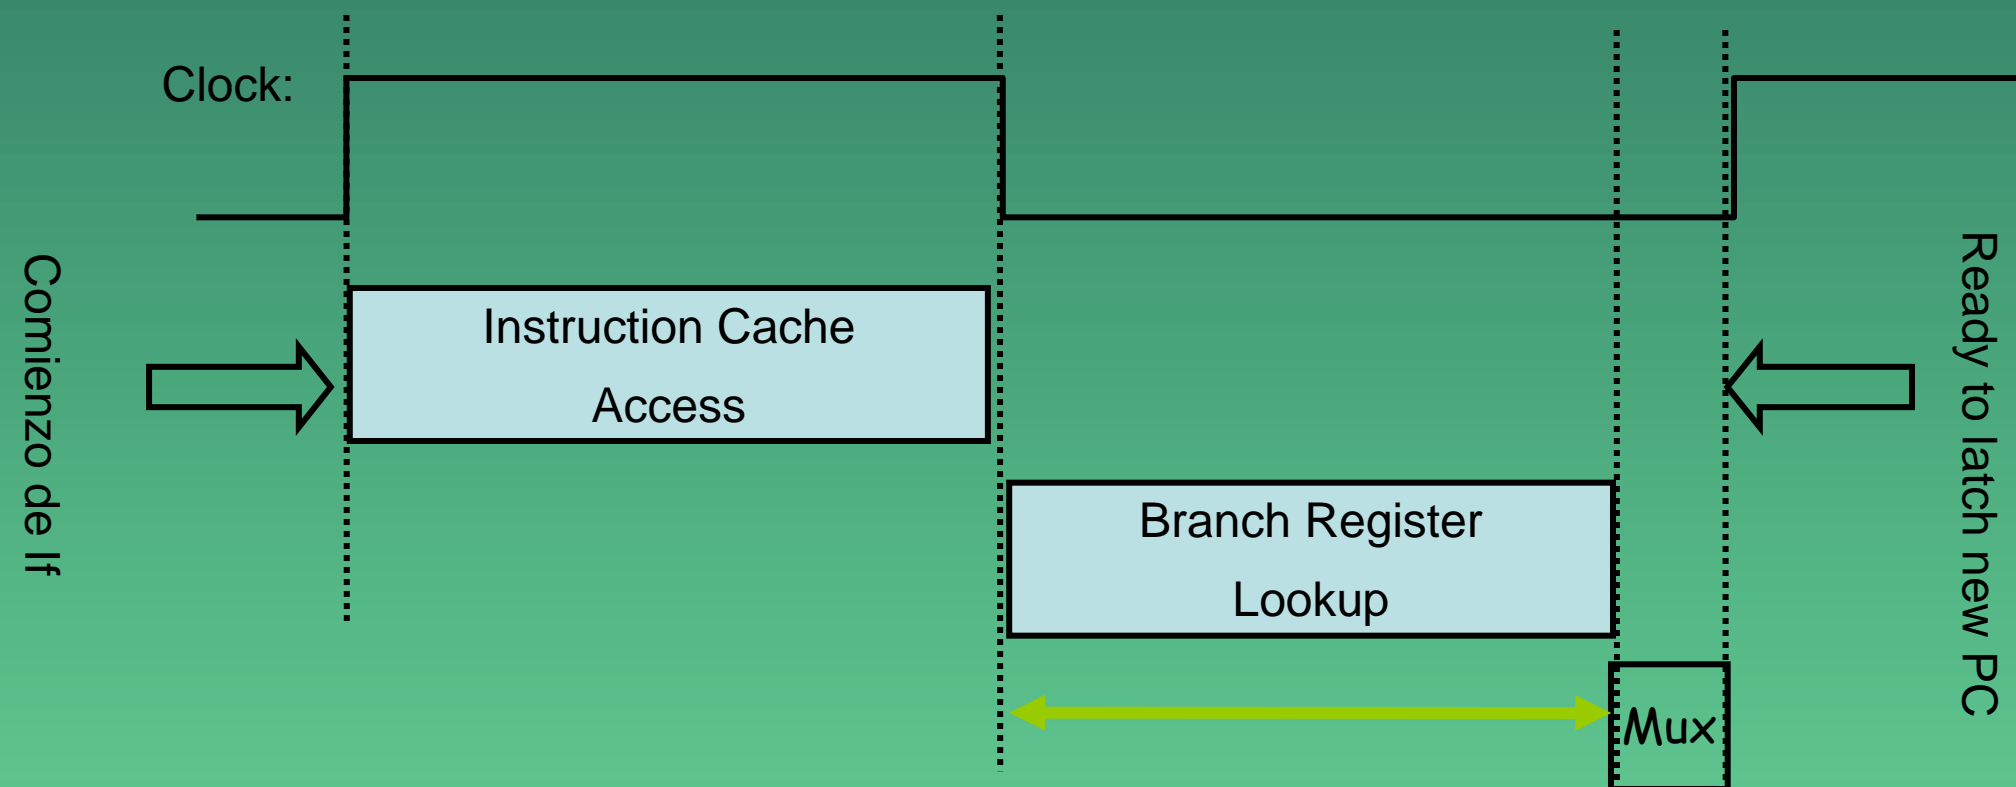 Clock:
Comienzo de If
Instruction Cache
Access
Branch Register
Lookup
Mux
Ready to latch new PC